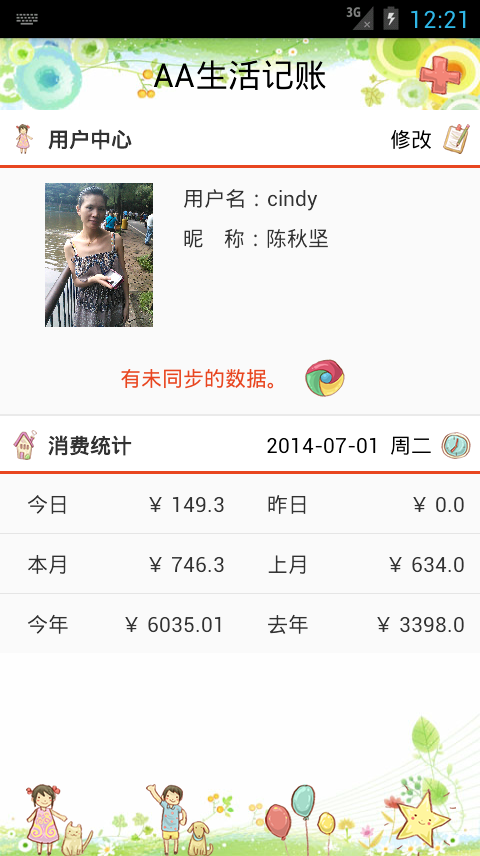 3G 12:21
AA生活记账
用户中心 修改
用户名：cindy
昵 称：陈秋坚
有未同步的数据。
消费统计 2014-07-01 周二
今日 ￥ 149.3 昨日 ￥ 0.0
本月 ￥ 746.3 上月 ￥ 634.0
今年 ￥ 6035.01 去年 ￥ 3398.0